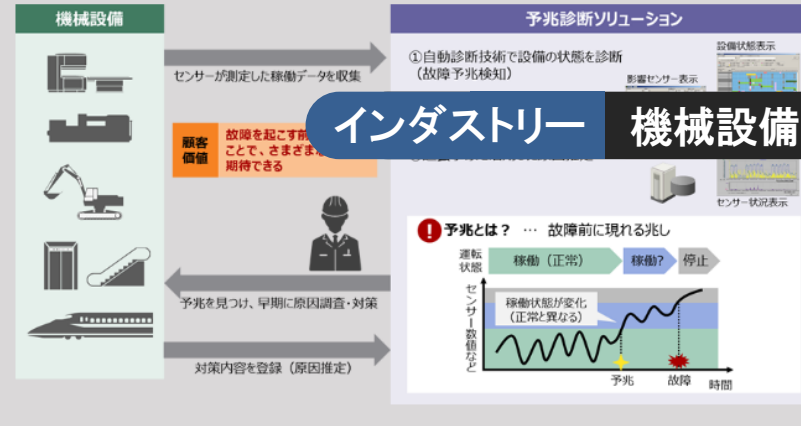 機械設備
予兆診断ソリューション
センサーが測定した稼働データを収集
①自動診断技術で設備の状態を診断
（故障予兆検知）
設備状態表示
影響センサー表示
インダストリー
機械設備
顧客
価値
故障を起こす前
ことで、さまざまな
期待できる
センサー状況表示
! 予兆とは？ … 故障前に現れる兆し
運転
状態
稼働（正常）
稼働?
停止
予兆を見つけ、早期に原因調査・対策
センサー数値など
稼働状態が変化
（正常と異なる）
対策内容を登録（原因推定）
予兆
故障
時間